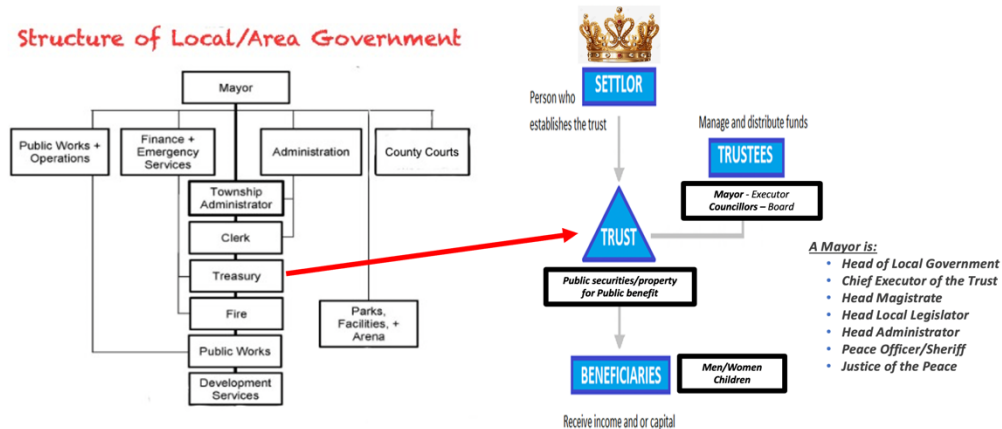 Structure of Local/Area Government
Mayor
Public Works +
Operations
Finance +
Emergency
Services
Administration
County Courts
Township
Administrator
Clerk
Treasury
Fire
Public Works
Development
Services
Parks,
Facilities, +
Arena
SETTLOR
Person who
establishes the trust
Manage and distribute funds
TRUSTEES
Mayor - Executor
Councillors – Board
TRUST
Public securities/property
for Public benefit
BENEFICIARIES
Men/Women
Children
Receive income and or capital
A Mayor is:
• Head of Local Government
• Chief Executor of the Trust
• Head Magistrate
• Head Local Legislator
• Head Administrator
• Peace Officer/Sheriff
• Justice of the Peace